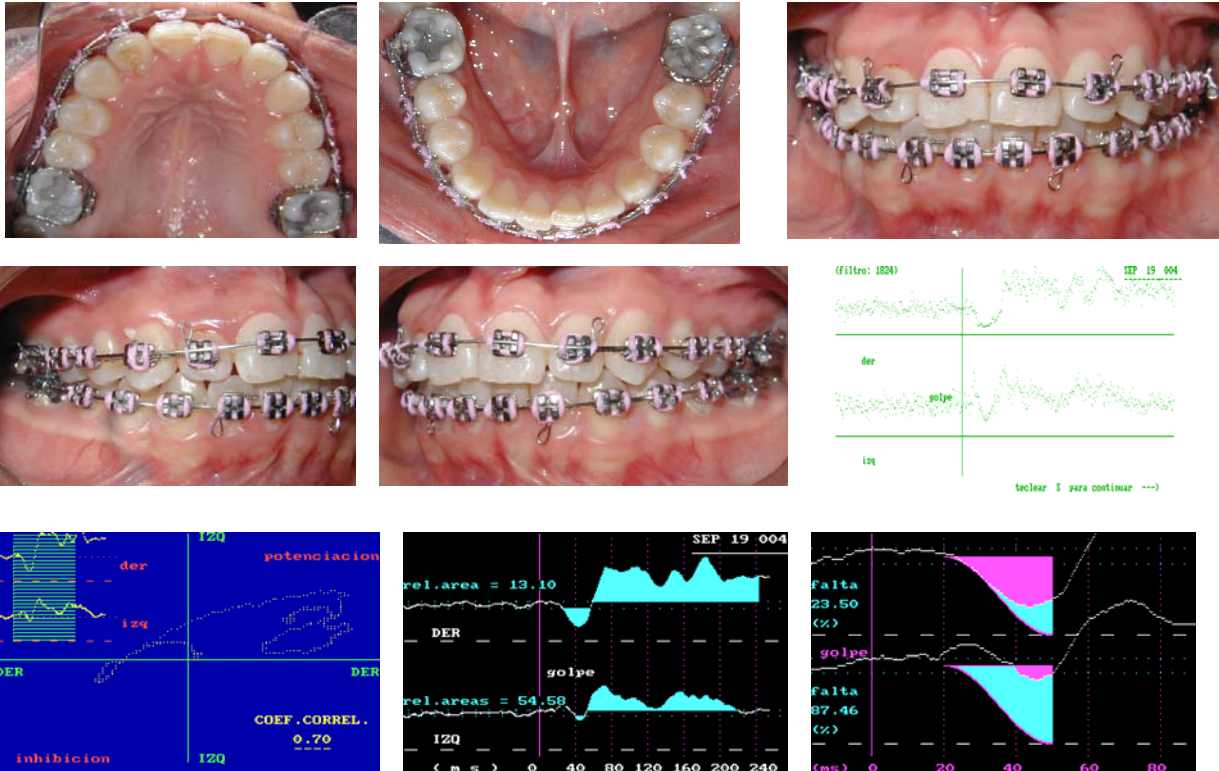 (filtro: 1824)
SEP 19 004
der
golpe
izq
teclear S para continuar --->
IZQ
potenciacion
der
izq
DER
DER
COEF.CORREL.
0.70
inhibicion
IZQ
SEP 19 004
rel.area = 13.10
DER
golpe
rel.areas = 54.58
IZQ
( m s ) 0 40 80 120 160 200 240
falta
23.50
(%)
golpe
falta
87.46
(%)
(ms) 0 20 40 60 80